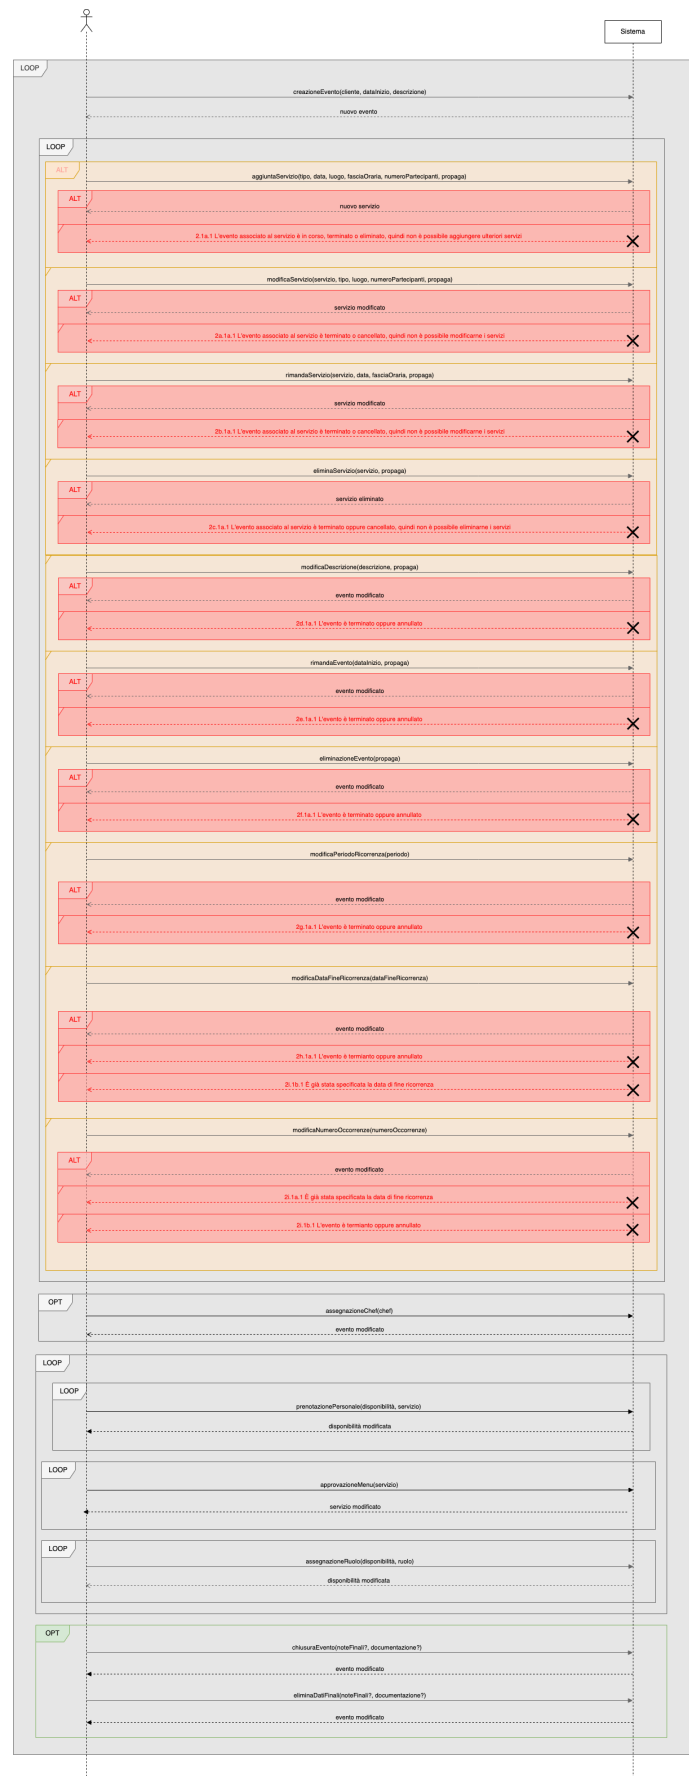 Sistema
LOOP
creazioneEvento(cliente, dataInizio, descrizione)
nuovo evento
LOOP
ALT
aggiuntaServizio(tipo, data, luogo, fasciaOraria, numeroPartecipanti, propaga)
ALT
nuovo servizio
2.1a.1 L'evento associato al servizio è in corso, terminato o eliminato, quindi non è possibile aggiungere ulteriori servizi
modificaServizio(servizio, tipo, luogo, numeroPartecipanti, propaga)
ALT
servizio modificato
2a.1a.1 L'evento associato al servizio è terminato o cancellato, quindi non è possibile modificarne i servizi
rimandaServizio(servizio, data, fasciaOraria, propaga)
ALT
servizio modificato
2b.1a.1 L'evento associato al servizio è terminato o cancellato, quindi non è possibile modificarne i servizi
eliminaServizio(servizio, propaga)
ALT
servizio eliminato
2c.1a.1 L'evento associato al servizio è terminato oppure cancellato, quindi non è possibile eliminarne i servizi
modificaDescrizione(descrizione, propaga)
ALT
evento modificato
2d.1a.1 L'evento è terminato oppure annullato
rimandaEvento(dataInizio, propaga)
ALT
evento modificato
2e.1a.1 L'evento è terminato oppure annullato
eliminazioneEvento(propaga)
ALT
evento modificato
2f.1a.1 L'evento è terminato oppure annullato
modificaPeriodoRicorrenza(periodo)
ALT
evento modificato
2g.1a.1 L'evento è terminato oppure annullato
modificaDataFineRicorrenza(dataFineRicorrenza)
ALT
evento modificato
2h.1a.1 L'evento è termianto oppure annullato
2i.1b.1 È già stata specificata la data di fine ricorrenza
modificaNumeroOccorrenze(numeroOccorrenze)
ALT
evento modificato
2i.1a.1 È già stata specificata la data di fine ricorrenza
2i.1b.1 L'evento è termianto oppure annullato
OPT
assegnazioneChef(chef)
evento modificato
LOOP
LOOP
prenotazionePersonale(disponibilità, servizio)
disponibilità modificata
LOOP
approvazioneMenu(servizio)
servizio modificato
LOOP
assegnazioneRuolo(disponibilità, ruolo)
disponibilità modificata
OPT
chiusuraEvento(noteFinali?, documentazione?)
evento modificato
eliminaDatiFinali(noteFinali?, documentazione?)
evento modificato